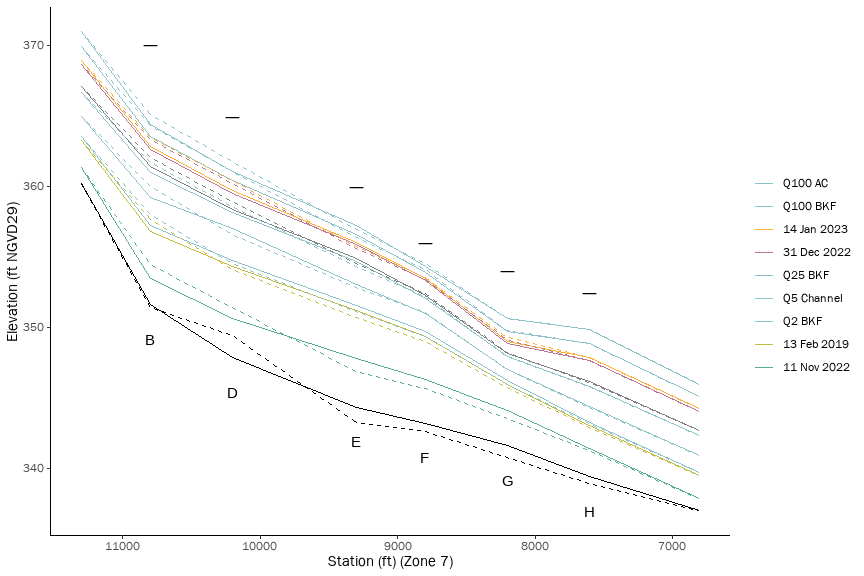 370
360
350
340
Elevation (ft NGVD29)
B
D
E
F
G
H
11000
10000
9000
8000
7000
Station (ft) (Zone 7)
Q100 AC
Q100 BKF
14 Jan 2023
31 Dec 2022
Q25 BKF
Q5 Channel
Q2 BKF
13 Feb 2019
11 Nov 2022